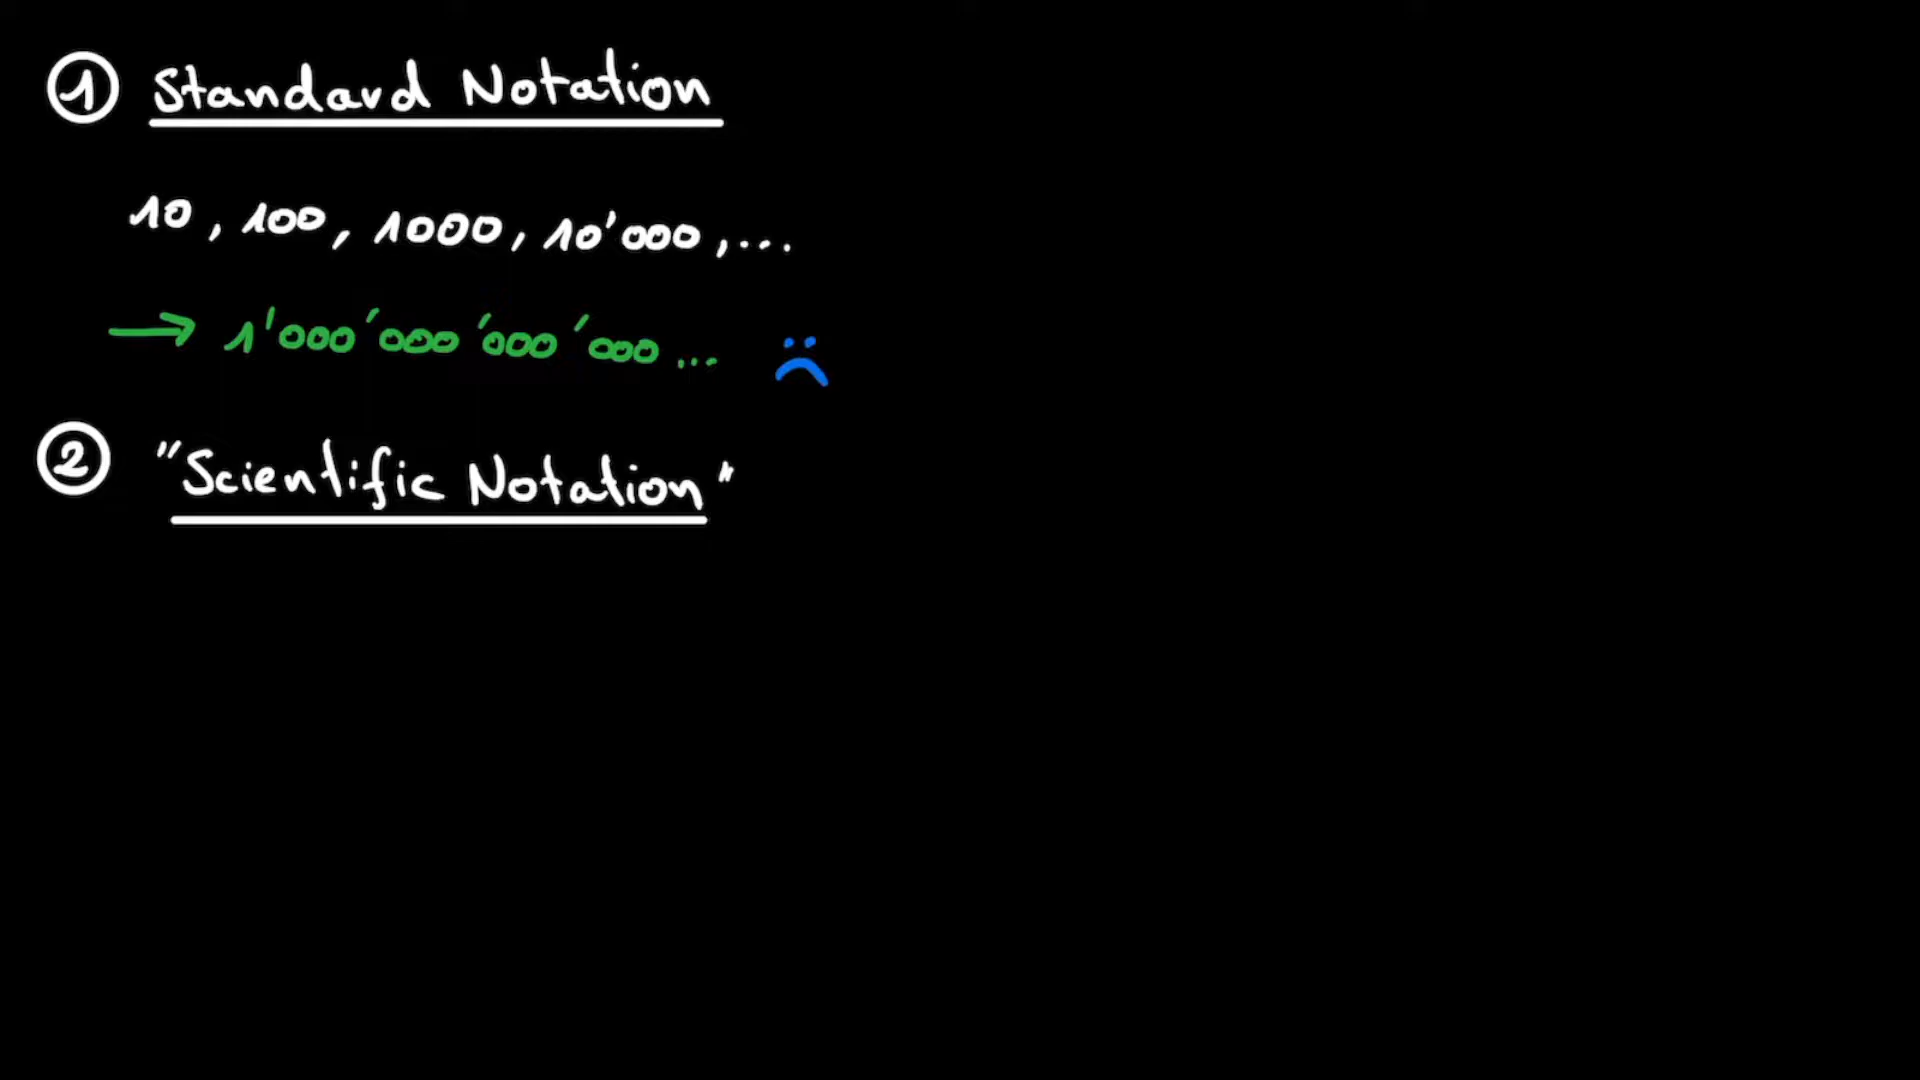 ① Standard Notation
10, 100, 1000, 10'000, ...
→ 1'000'000'000'000 ...
② "Scientific Notation"